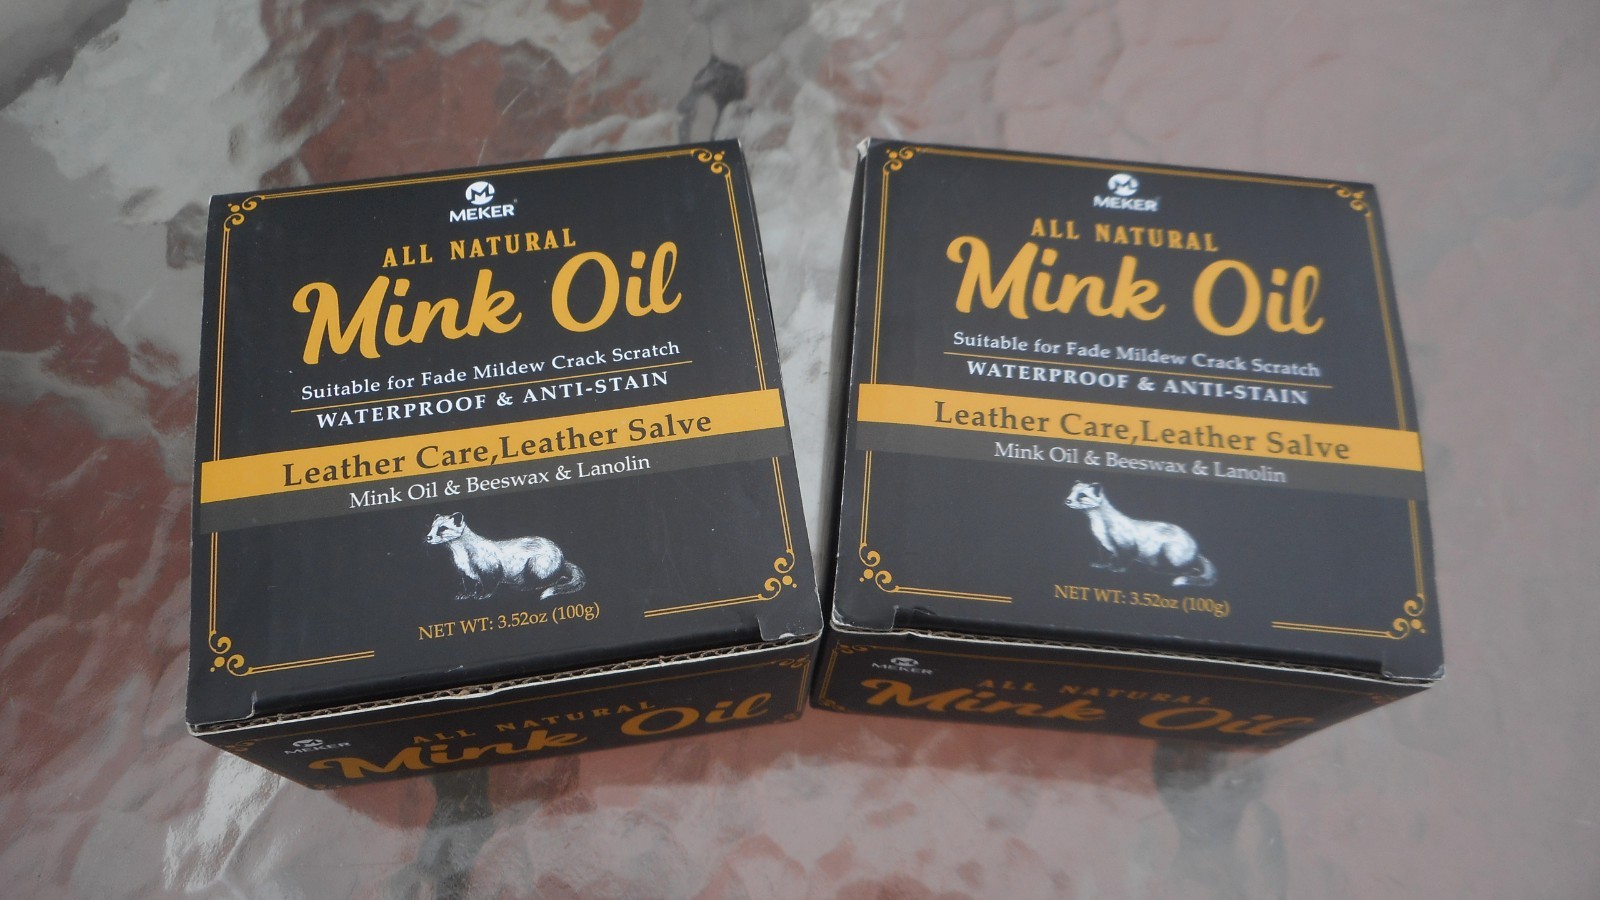 MEKER
ALL NATURAL
Mink Oil
Suitable for Fade Mildew Crack Scratch
WATERPROOF & ANTI-STAIN
Leather Care,Leather Salve
Mink Oil & Beeswax & Lanolin
NET WT: 3.52oz (100g)
MEKER
ALL NATURAL
Mink Oil
MEKER
ALL NATURAL
Mink Oil
Suitable for Fade Mildew Crack Scratch
WATERPROOF & ANTI-STAIN
Leather Care,Leather Salve
Mink Oil & Beeswax & Lanolin
NET WT: 3.52oz (100g)
MEKER
ALL NATURAL
Mink Oil